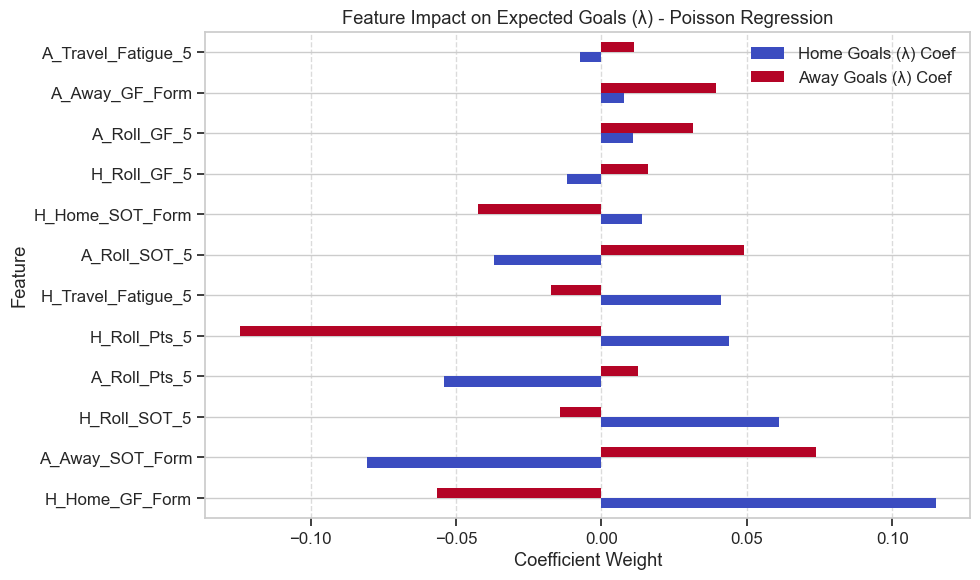 Feature Impact on Expected Goals (λ) - Poisson Regression
Home Goals (λ) Coef
Away Goals (λ) Coef
Feature
A_Travel_Fatigue_5
A_Away_GF_Form
A_Roll_GF_5
H_Roll_GF_5
H_Home_SOT_Form
A_Roll_SOT_5
H_Travel_Fatigue_5
H_Roll_Pts_5
A_Roll_Pts_5
H_Roll_SOT_5
A_Away_SOT_Form
H_Home_GF_Form
−0.10 −0.05 0.00 0.05 0.10
Coefficient Weight